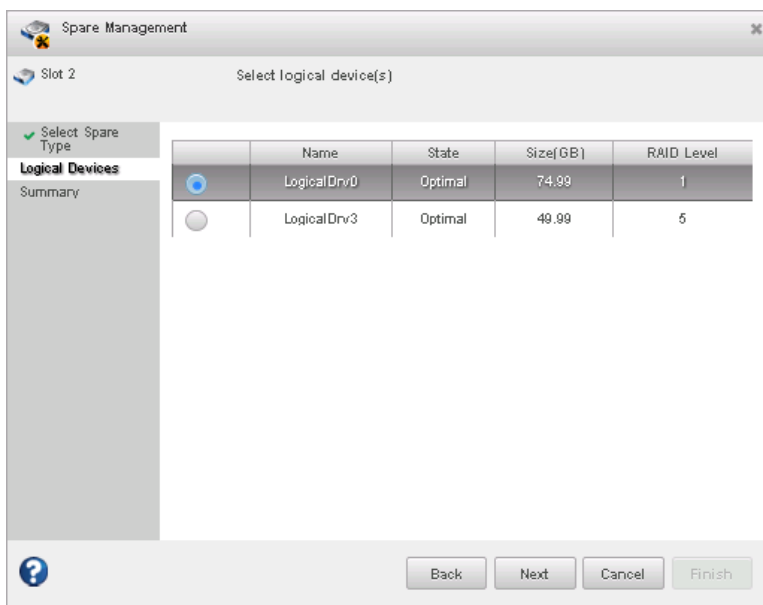 Spare Management
Slot 2
Select logical device(s)
Select Spare
Type
Logical Devices
Summary
Name State Size(GB) RAID Level
LogicalDrv0 Optimal 74.99 1
LogicalDrv3 Optimal 49.99 5
? Back Next Cancel Finish